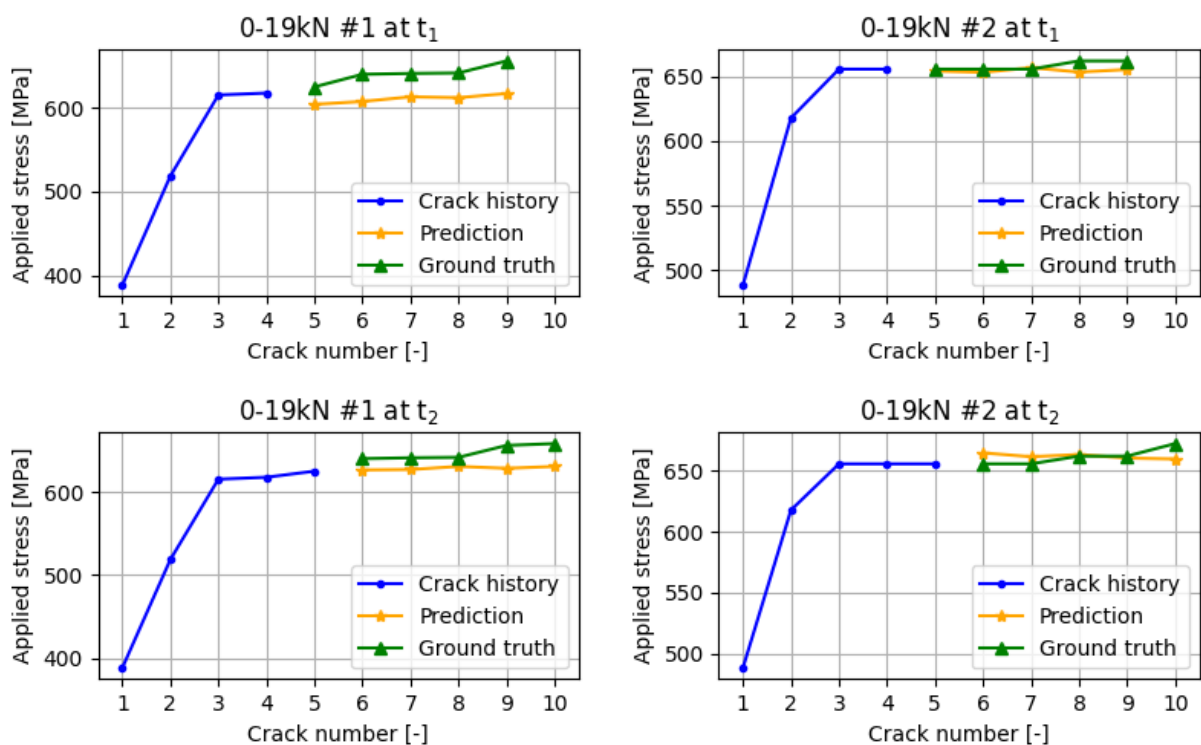 0-19kN #1 at t1
Applied stress [MPa]
600
500
400
Crack history
Prediction
Ground truth
1 2 3 4 5 6 7 8 9 10
Crack number [-]
0-19kN #2 at t1
Applied stress [MPa]
650
600
550
500
Crack history
Prediction
Ground truth
1 2 3 4 5 6 7 8 9 10
Crack number [-]
0-19kN #1 at t2
Applied stress [MPa]
600
500
400
Crack history
Prediction
Ground truth
1 2 3 4 5 6 7 8 9 10
Crack number [-]
0-19kN #2 at t2
Applied stress [MPa]
650
600
550
500
Crack history
Prediction
Ground truth
1 2 3 4 5 6 7 8 9 10
Crack number [-]